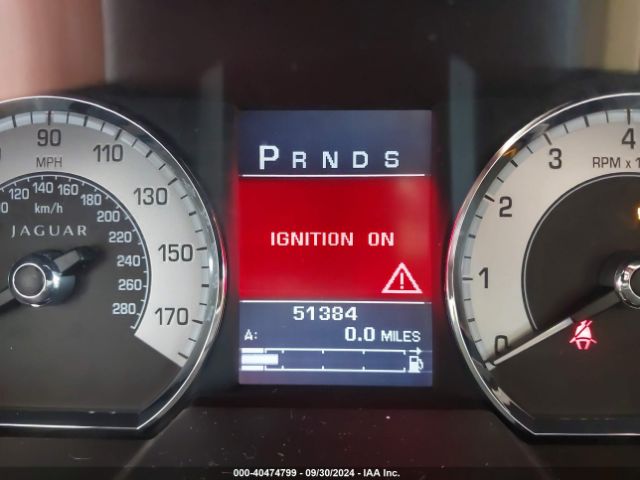 90
MPH
110
130
150
170
120 140 160
180
200
220
240
260
280
km/h
JAGUAR
P R N D S
IGNITION ON
51384
A: 0.0 MILES
0
1
2
3
4
RPM x 1
000-40474799 - 09/30/2024 - IAA Inc.